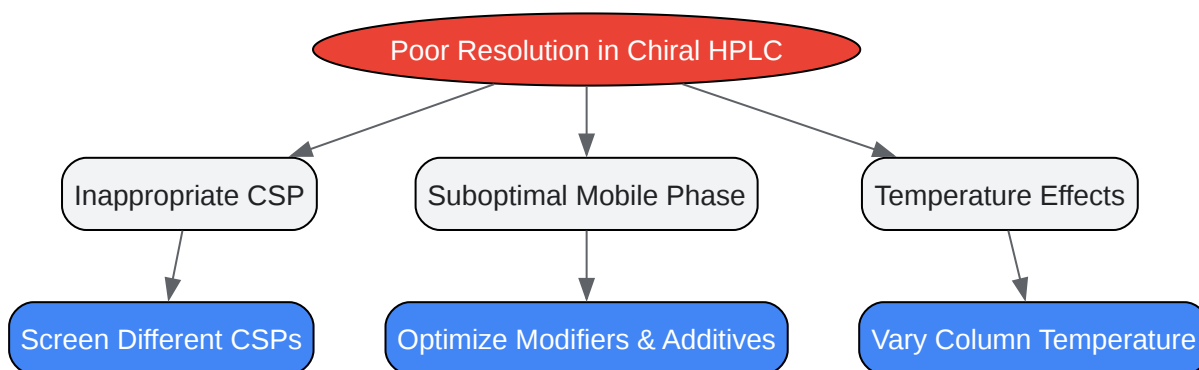 Poor Resolution in Chiral HPLC
Inappropriate CSP
Suboptimal Mobile Phase
Temperature Effects
Screen Different CSPs
Optimize Modifiers & Additives
Vary Column Temperature